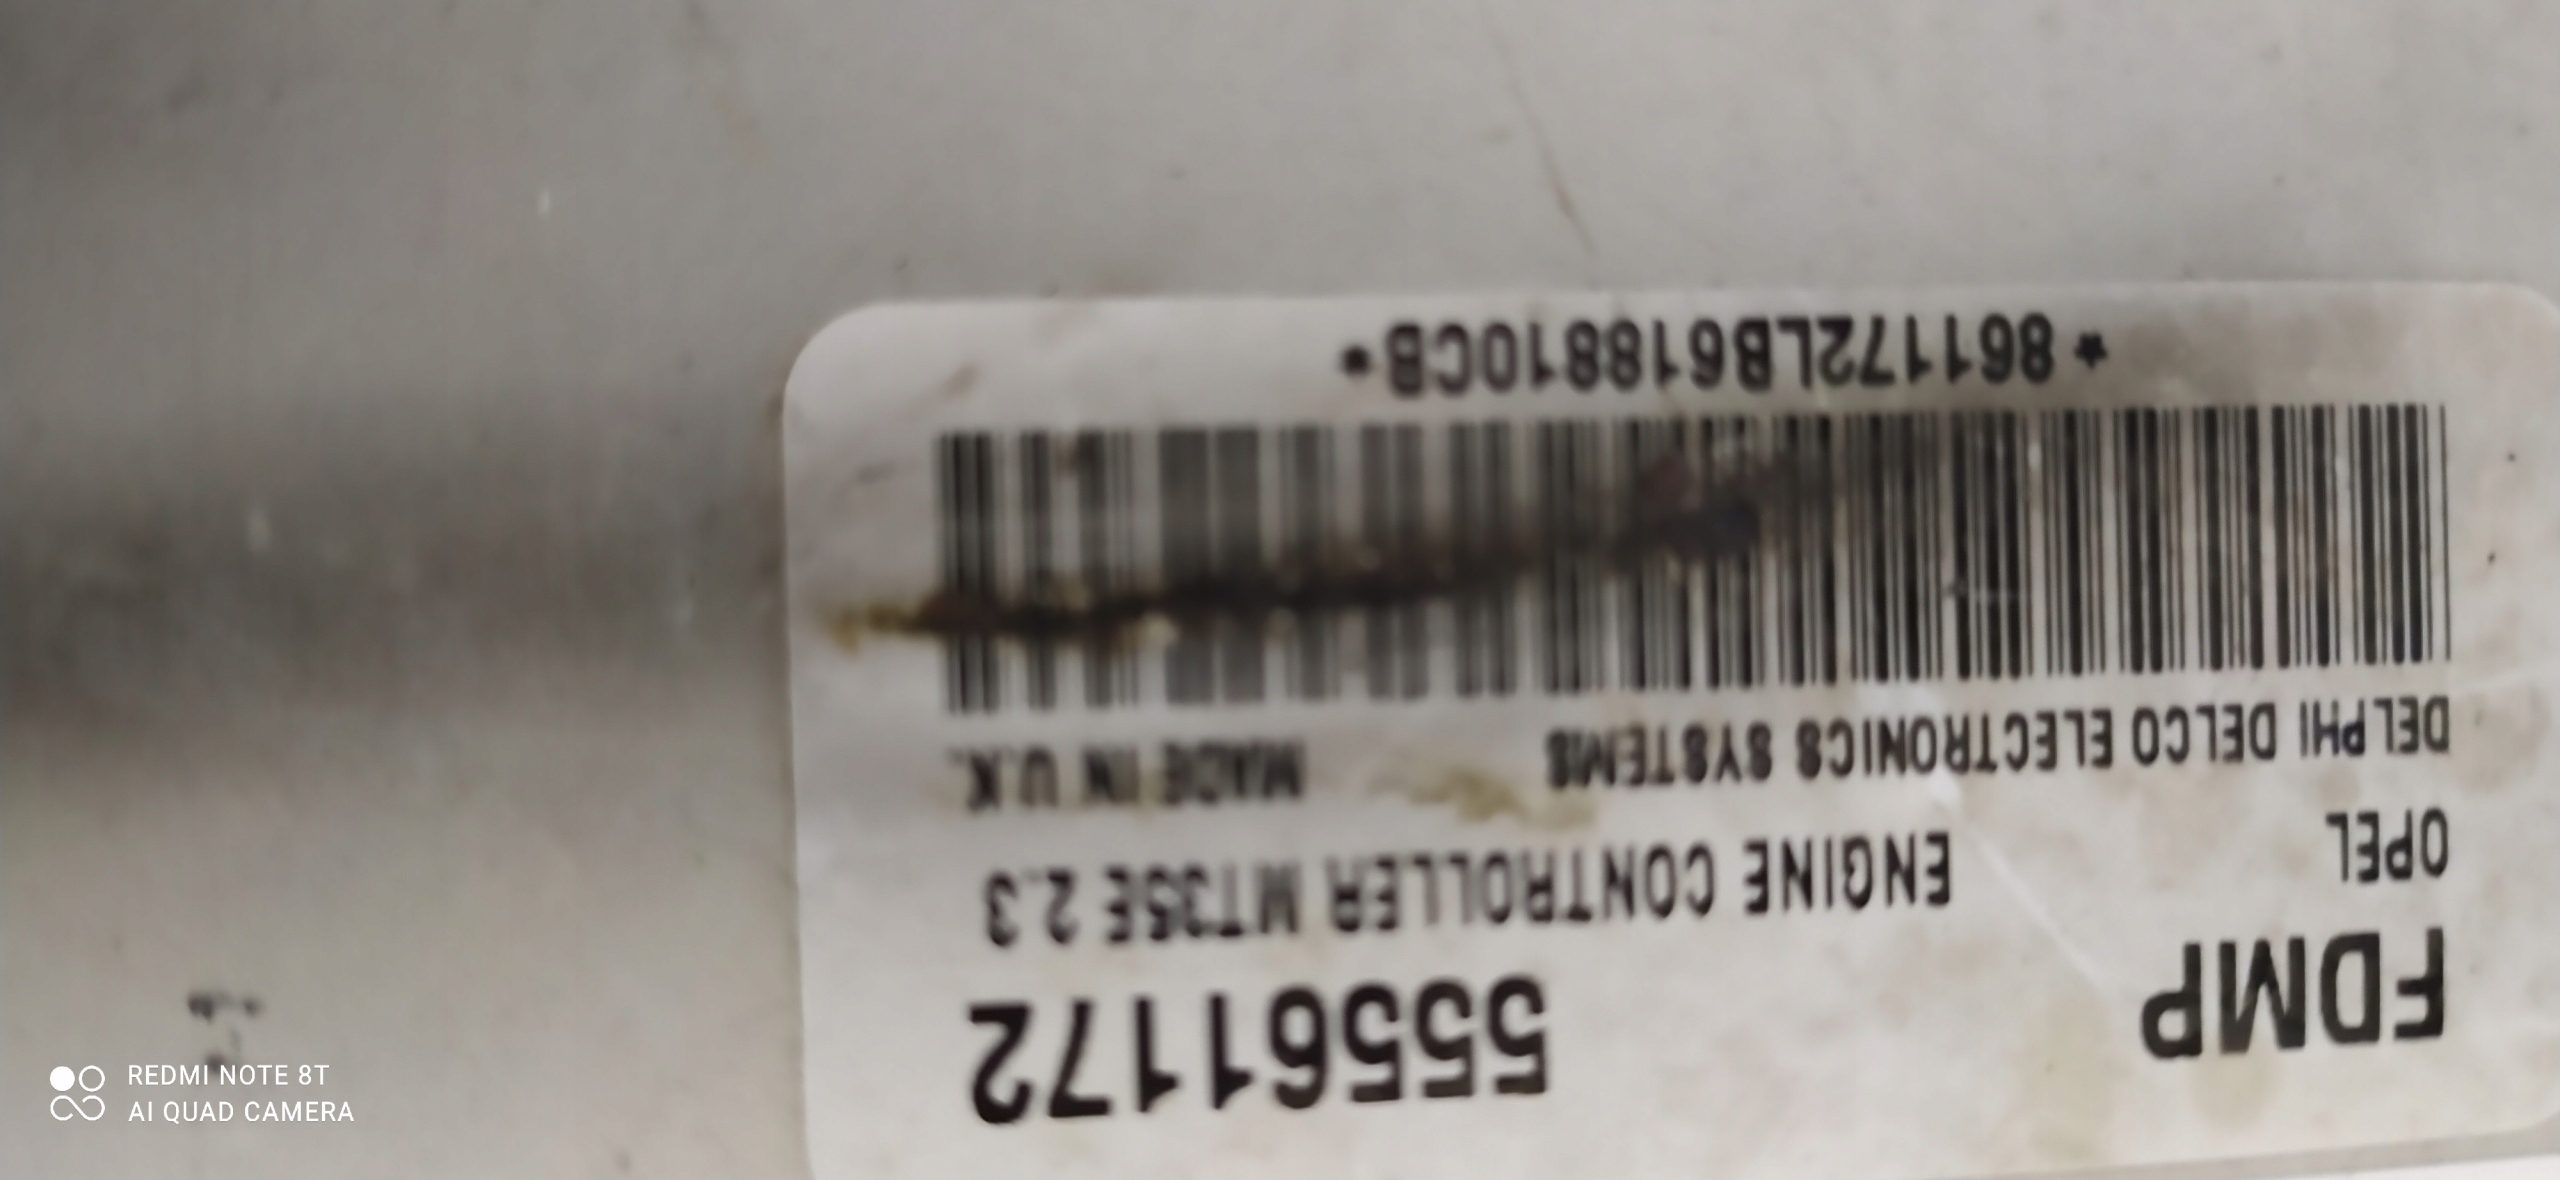 FDMP 55561172
OPEL ENGINE CONTROLLER MT35E 2.3
DELPHI DELCO ELECTRONICS SYSTEMS MADE IN U.K.
*861172LB618810CB*
REDMI NOTE 8T
AI QUAD CAMERA